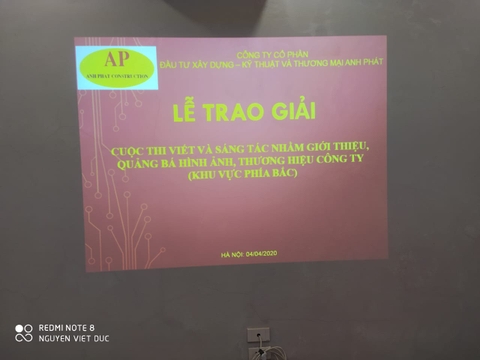 AP
ANH PHAT CONSTRUCTION
CÔNG TY CỔ PHẦN
ĐẦU TƯ XÂY DỰNG – KỸ THUẬT VÀ THƯƠNG MẠI ANH PHÁT
LỄ TRAO GIẢI
CUỘC THI VIẾT VÀ SÁNG TÁC NHẰM GIỚI THIỆU,
QUẢNG BÁ HÌNH ẢNH, THƯƠNG HIỆU CÔNG TY
(KHU VỰC PHÍA BẮC)
HÀ NỘI: 04/04/2020
REDMI NOTE 8
NGUYEN VIET DUC